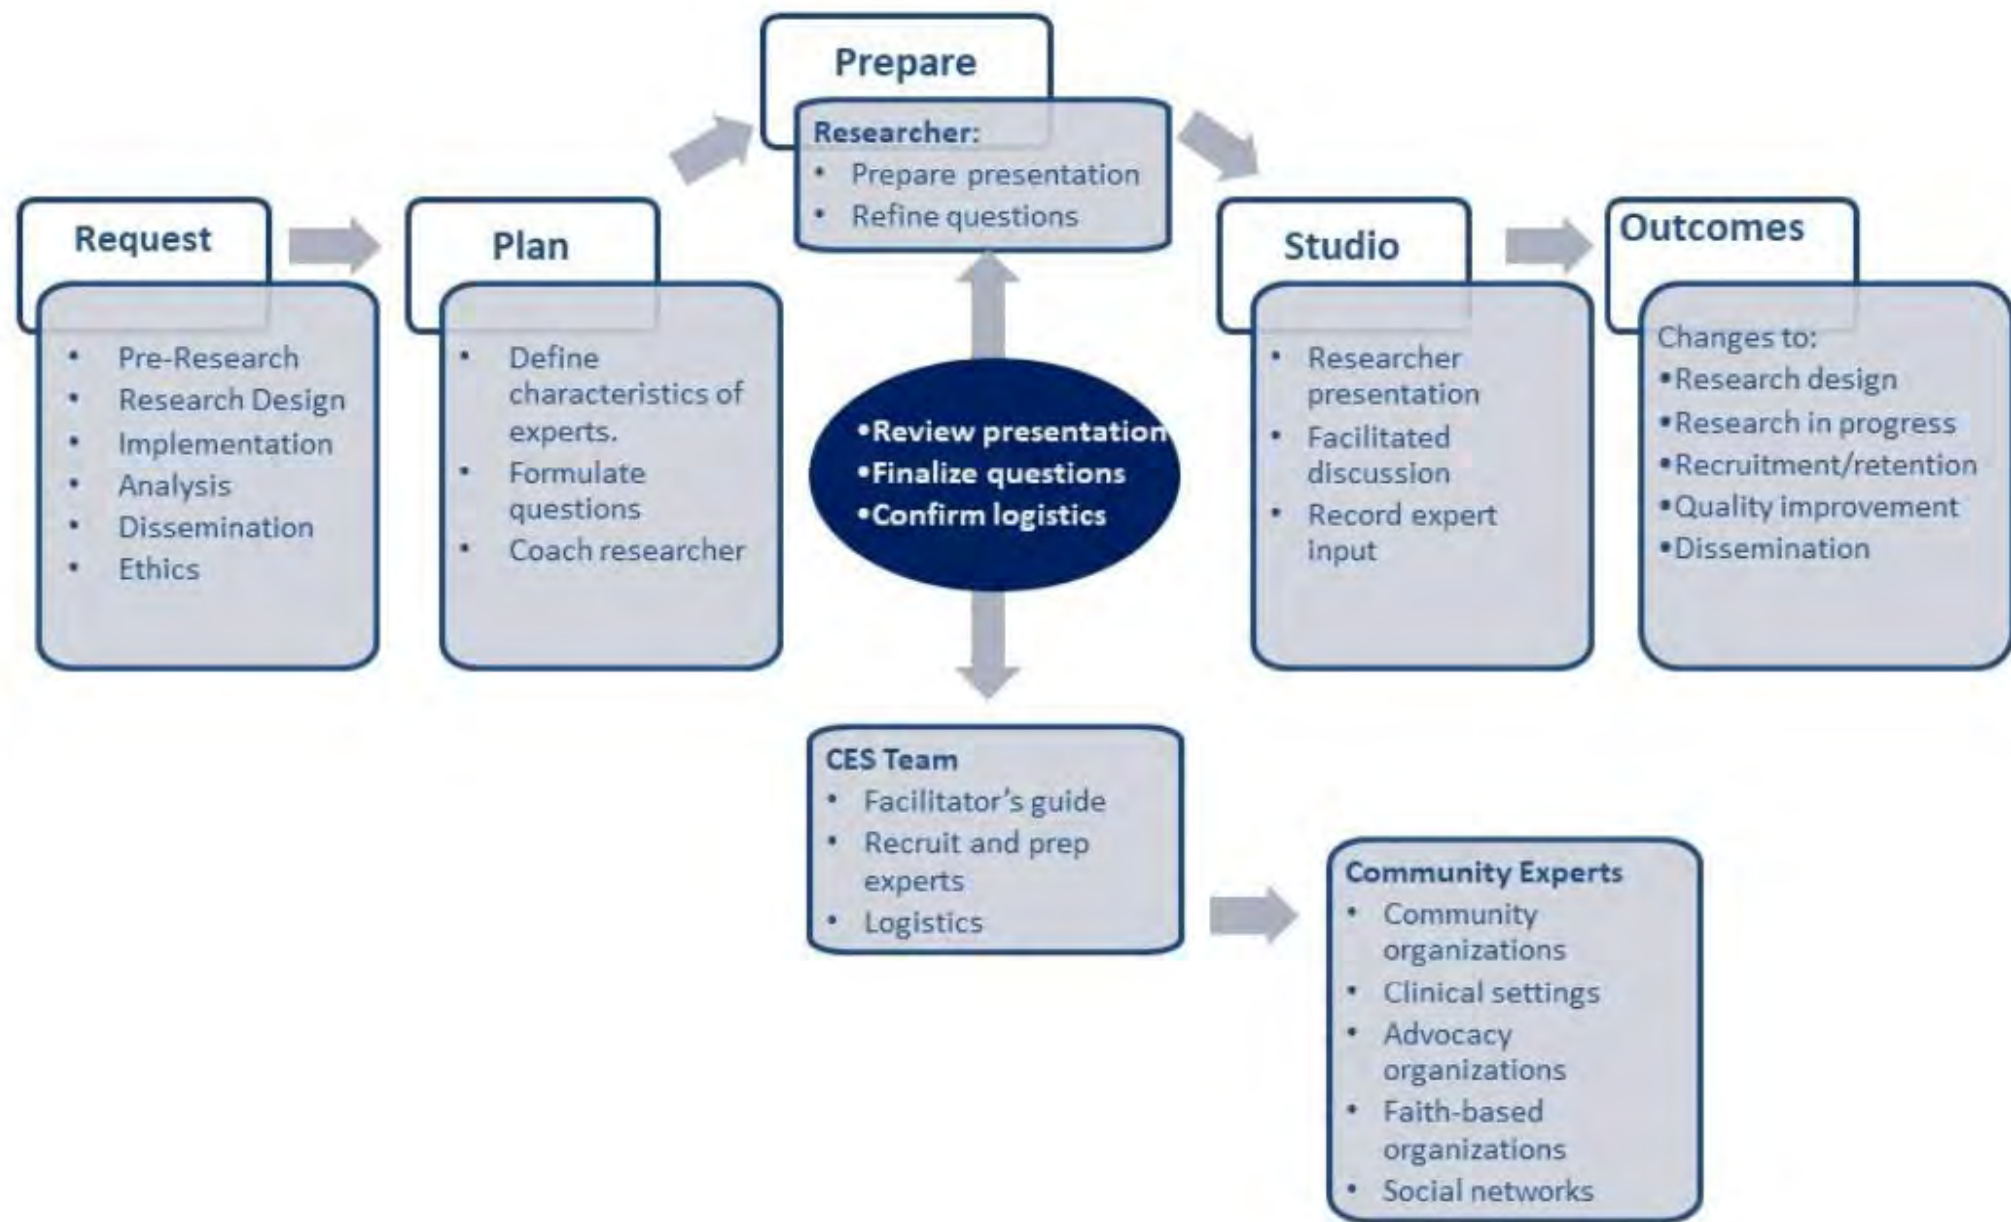 Prepare
Researcher:
• Prepare presentation
• Refine questions
Request
• Pre-Research
• Research Design
• Implementation
• Analysis
• Dissemination
• Ethics
Plan
• Define
characteristics of
experts.
• Formulate
questions
• Coach researcher
•Review presentation
•Finalize questions
•Confirm logistics
Studio
• Researcher
presentation
• Facilitated
discussion
• Record expert
input
Outcomes
Changes to:
•Research design
•Research in progress
•Recruitment/retention
•Quality improvement
•Dissemination
CES Team
• Facilitator's guide
• Recruit and prep
experts
• Logistics
Community Experts
• Community
organizations
• Clinical settings
• Advocacy
organizations
• Faith-based
organizations
• Social networks